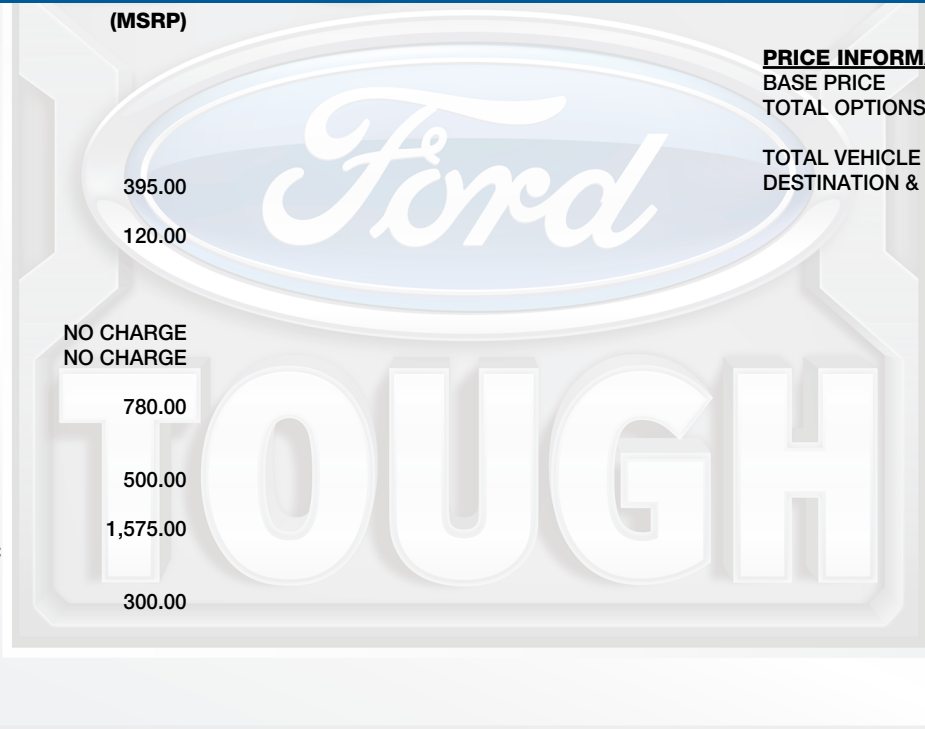 (MSRP)
395.00
120.00
NO CHARGE
NO CHARGE
780.00
500.00
1,575.00
300.00
PRICE INFORMA
BASE PRICE
TOTAL OPTIONS
TOTAL VEHICLE
DESTINATION &
Ford
TOUGH